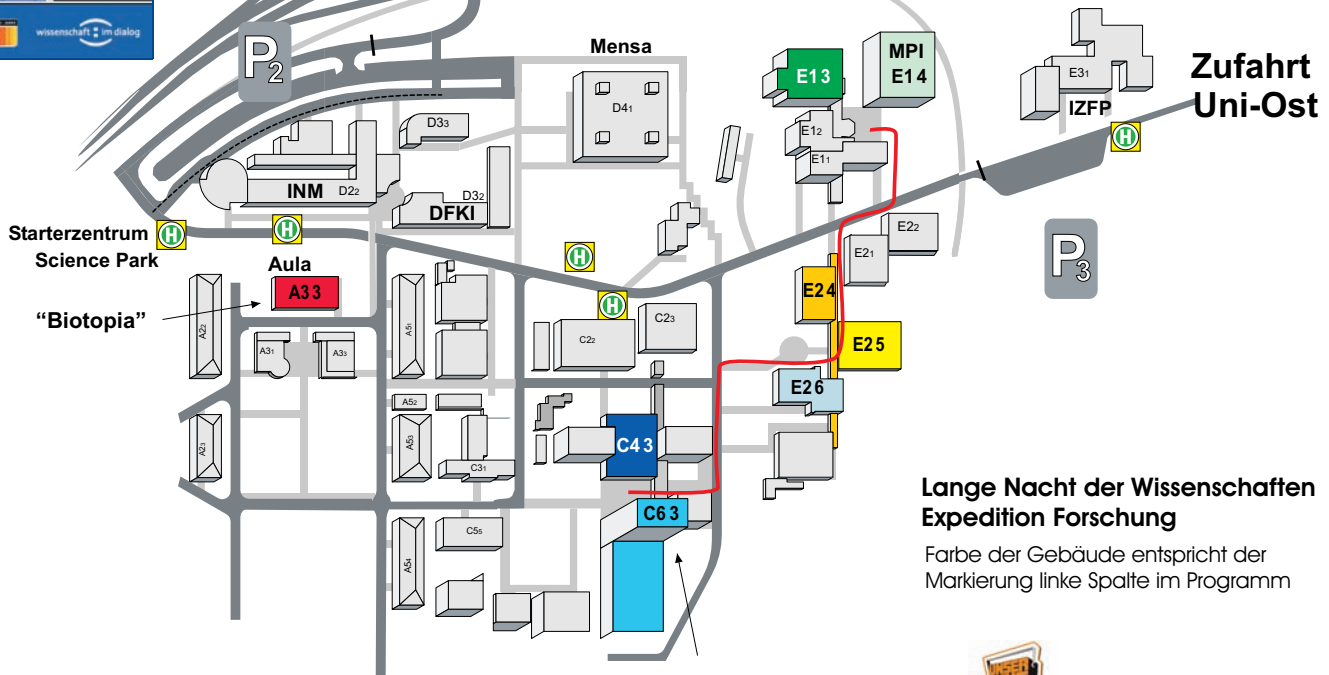 wissenschaft im dialog
P2
Mensa
E13
MPI
E14
E31
IZFP
Zufahrt
Uni-Ost
H
D41
D33
E12
E11
INM D22
D32
DFKI
Starterzentrum
Science Park
H
H
H
H
E22
E21
P3
Aula
A33
"Biotopia"
A22
A31
A33
A51
C22
C23
E24
E25
E26
A52
A23
A53
C31
C43
C63
C55
A54
Lange Nacht der Wissenschaften
Expedition Forschung
Farbe der Gebäude entspricht der
Markierung linke Spalte im Programm
UNSER